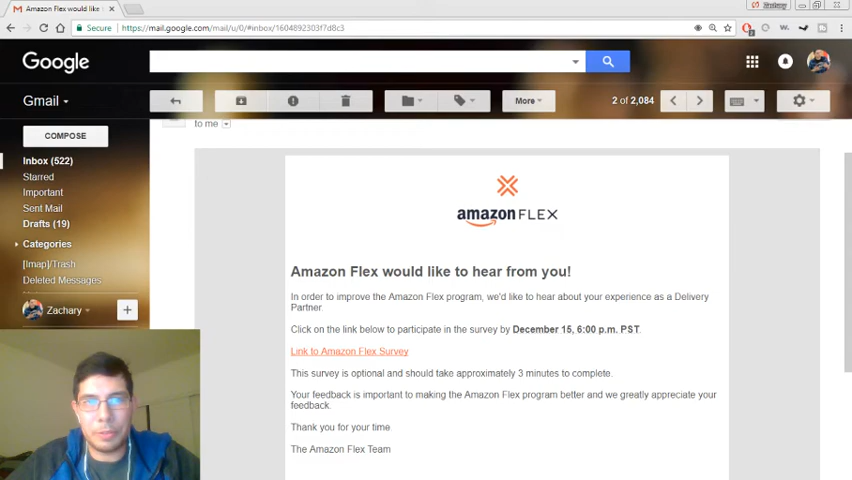 Amazon Flex would like t
Zachary
Secure
https://mail.google.com/mail/u/0/#inbox/1604892303f7d8c3
Google
Gmail
More
2 of 2,084
COMPOSE
to me
Inbox (522)
Starred
Important
Sent Mail
Drafts (19)
Categories
[Imap]/Trash
Deleted Messages
Zachary
amazon FLEX
Amazon Flex would like to hear from you!
In order to improve the Amazon Flex program, we'd like to hear about your experience as a Delivery
Partner.
Click on the link below to participate in the survey by December 15, 6:00 p.m. PST.
Link to Amazon Flex Survey
This survey is optional and should take approximately 3 minutes to complete.
Your feedback is important to making the Amazon Flex program better and we greatly appreciate your
feedback.
Thank you for your time
The Amazon Flex Team